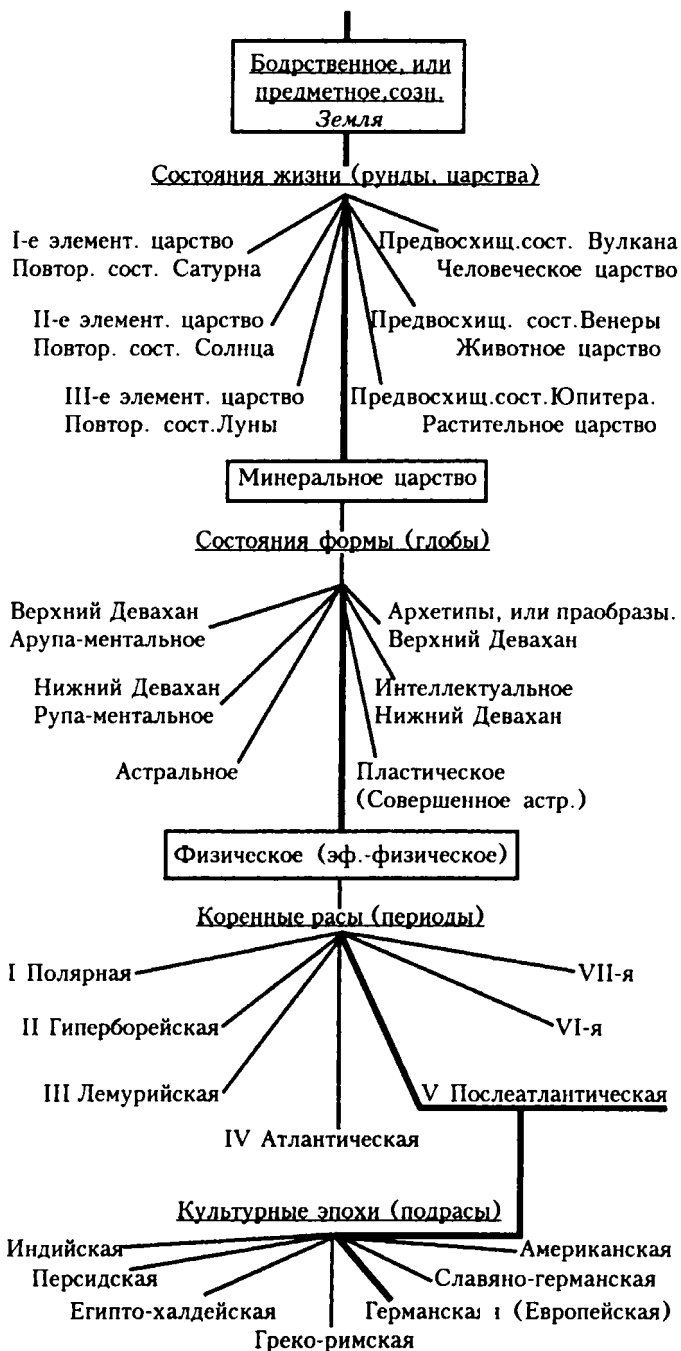 Бодрственное, или
предметное, созн.
Земля
Состояния жизни (рунды, царства)
I-е элемент. царство
Повтор. сост. Сатурна
Предвосхищ.сост. Вулкана
Человеческое царство
II-е элемент. царство
Повтор. сост. Солнца
Предвосхищ. сост.Венеры
Животное царство
III-е элемент. царство
Повтор. сост.Луны
Предвосхищ.сост.Юпитера.
Растительное царство
Минеральное царство
Состояния формы (глобы)
Верхний Девахан
Арупа-ментальное
Архетипы, или праобразы.
Верхний Девахан
Нижний Девахан
Рупа-ментальное
Интеллектуальное
Нижний Девахан
Астральное
Пластическое
(Совершенное астр.)
Физическое (эф.-физическое)
Коренные расы (периоды)
I Полярная
VII-я
II Гиперборейская
VI-я
III Лемурийская
V Послеатлантическая
IV Атлантическая
Культурные эпохи (подрасы)
Индийская
Американская
Персидская
Славяно-германская
Египто-халдейская
Германская (Европейская)
Греко-римская